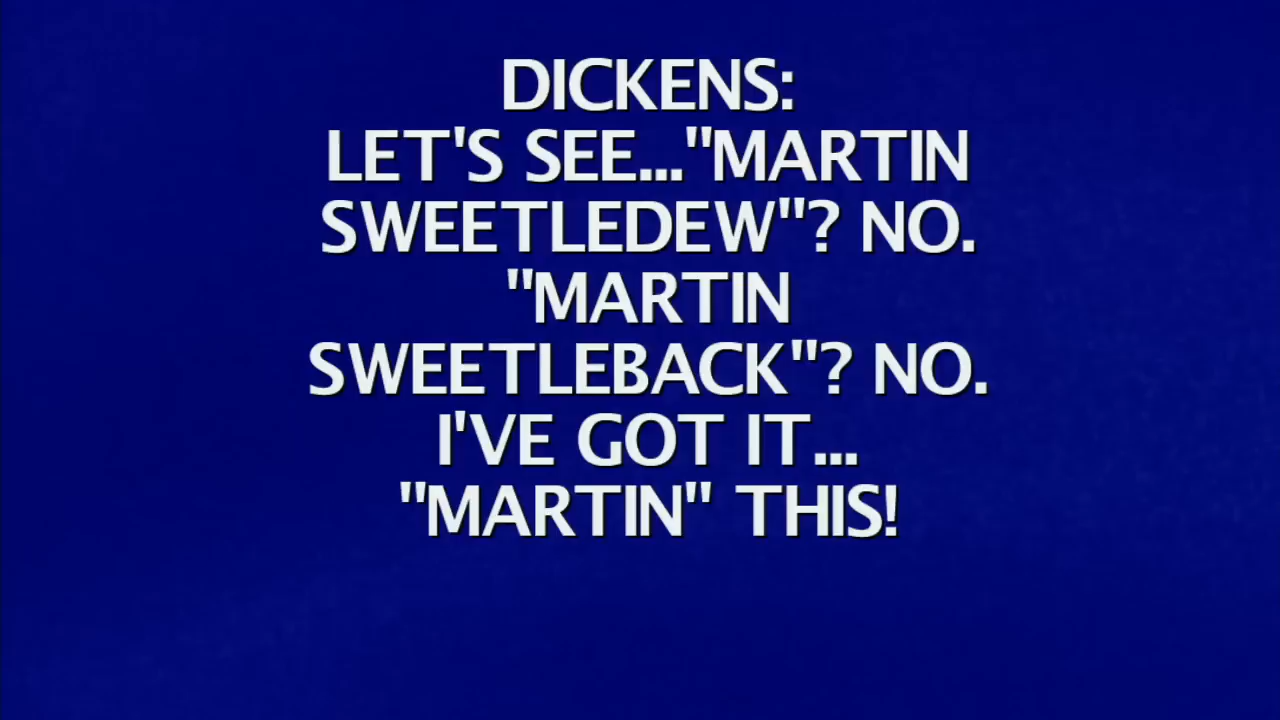 DICKENS:
LET'S SEE..."MARTIN
SWEETLEDEW"? NO.
"MARTIN
SWEETLEBACK"? NO.
I'VE GOT IT...
"MARTIN" THIS!